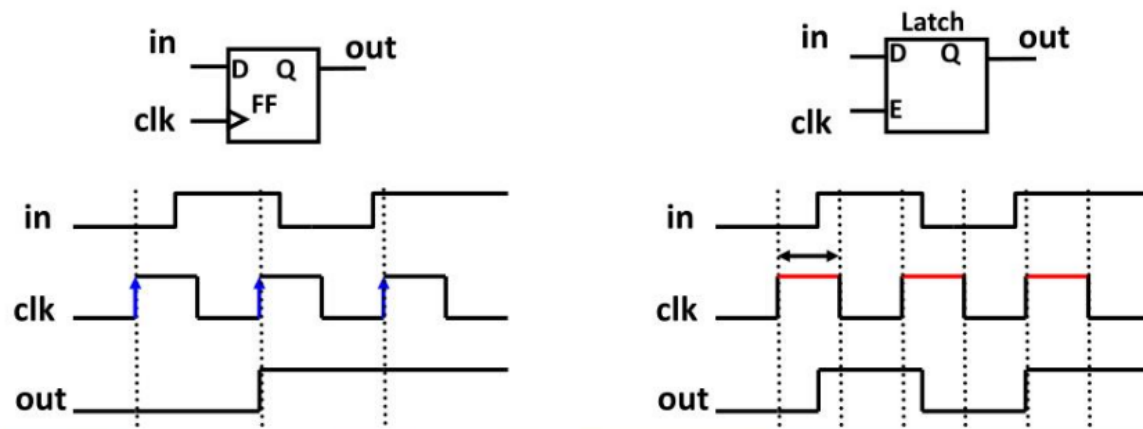 in
out
D Q
FF
clk
in
clk
out
Latch
in
out
D Q
E
clk
in
clk
out